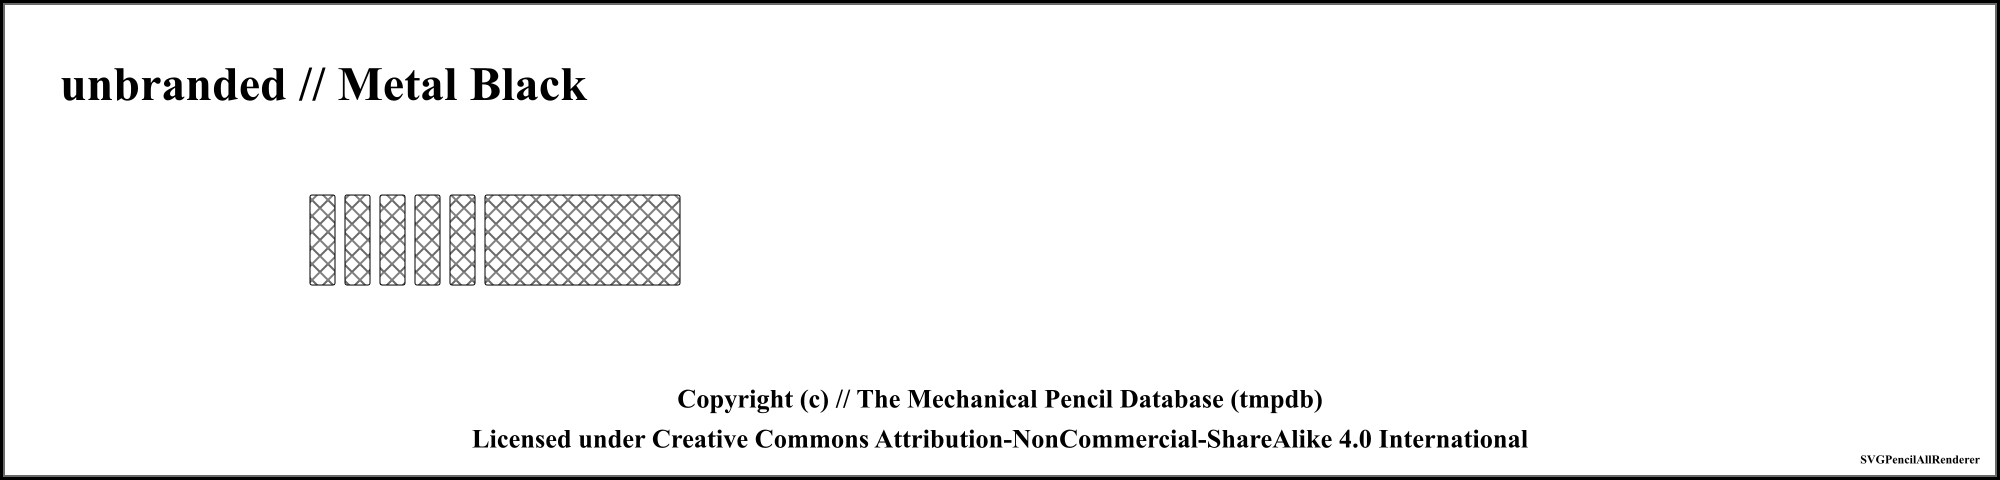 unbranded // Metal Black
Copyright (c) // The Mechanical Pencil Database (tmpdb)
Licensed under Creative Commons Attribution-NonCommercial-ShareAlike 4.0 International
SVGPencilAllRenderer